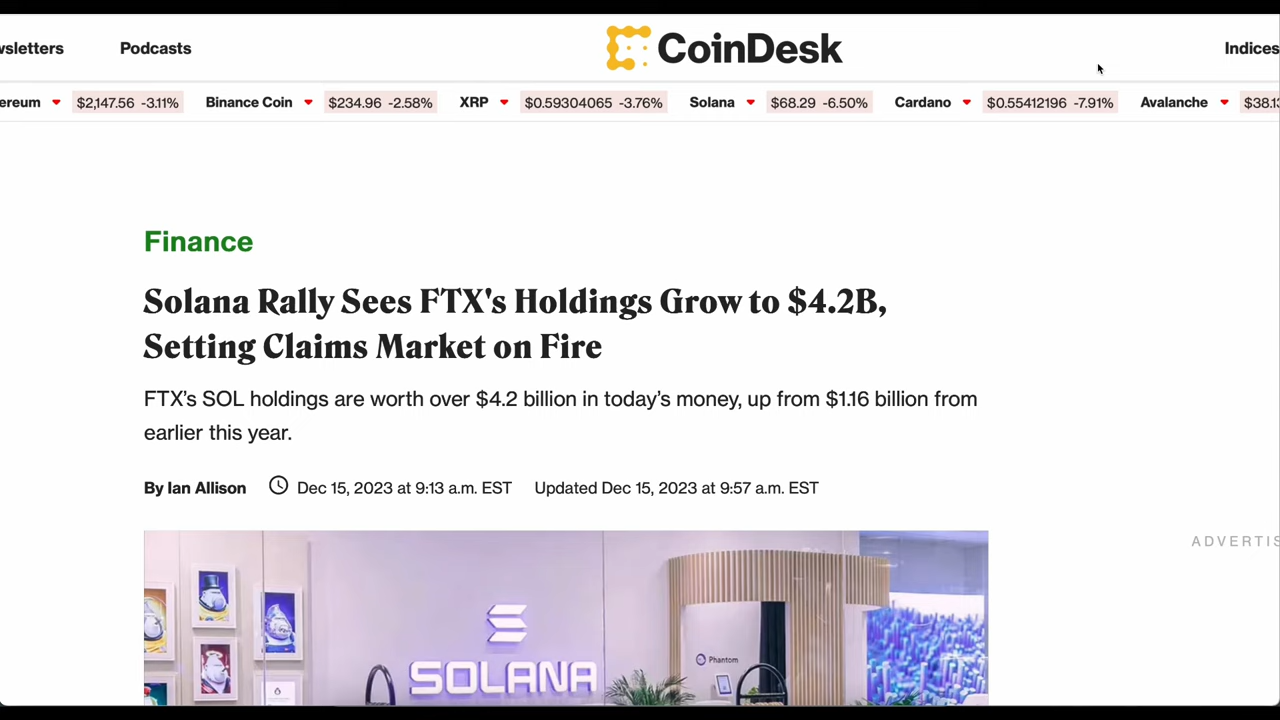 wsletters Podcasts CoinDesk Indices
ereum $2,147.56 -3.11% Binance Coin $234.96 -2.58% XRP $0.59304065 -3.76% Solana $68.29 -6.50% Cardano $0.55412196 -7.91% Avalanche $38.13
Finance
Solana Rally Sees FTX's Holdings Grow to $4.2B,
Setting Claims Market on Fire
FTX’s SOL holdings are worth over $4.2 billion in today’s money, up from $1.16 billion from
earlier this year.
By Ian Allison Dec 15, 2023 at 9:13 a.m. EST Updated Dec 15, 2023 at 9:57 a.m. EST
ADVERTIS
Phantom
SOLANA